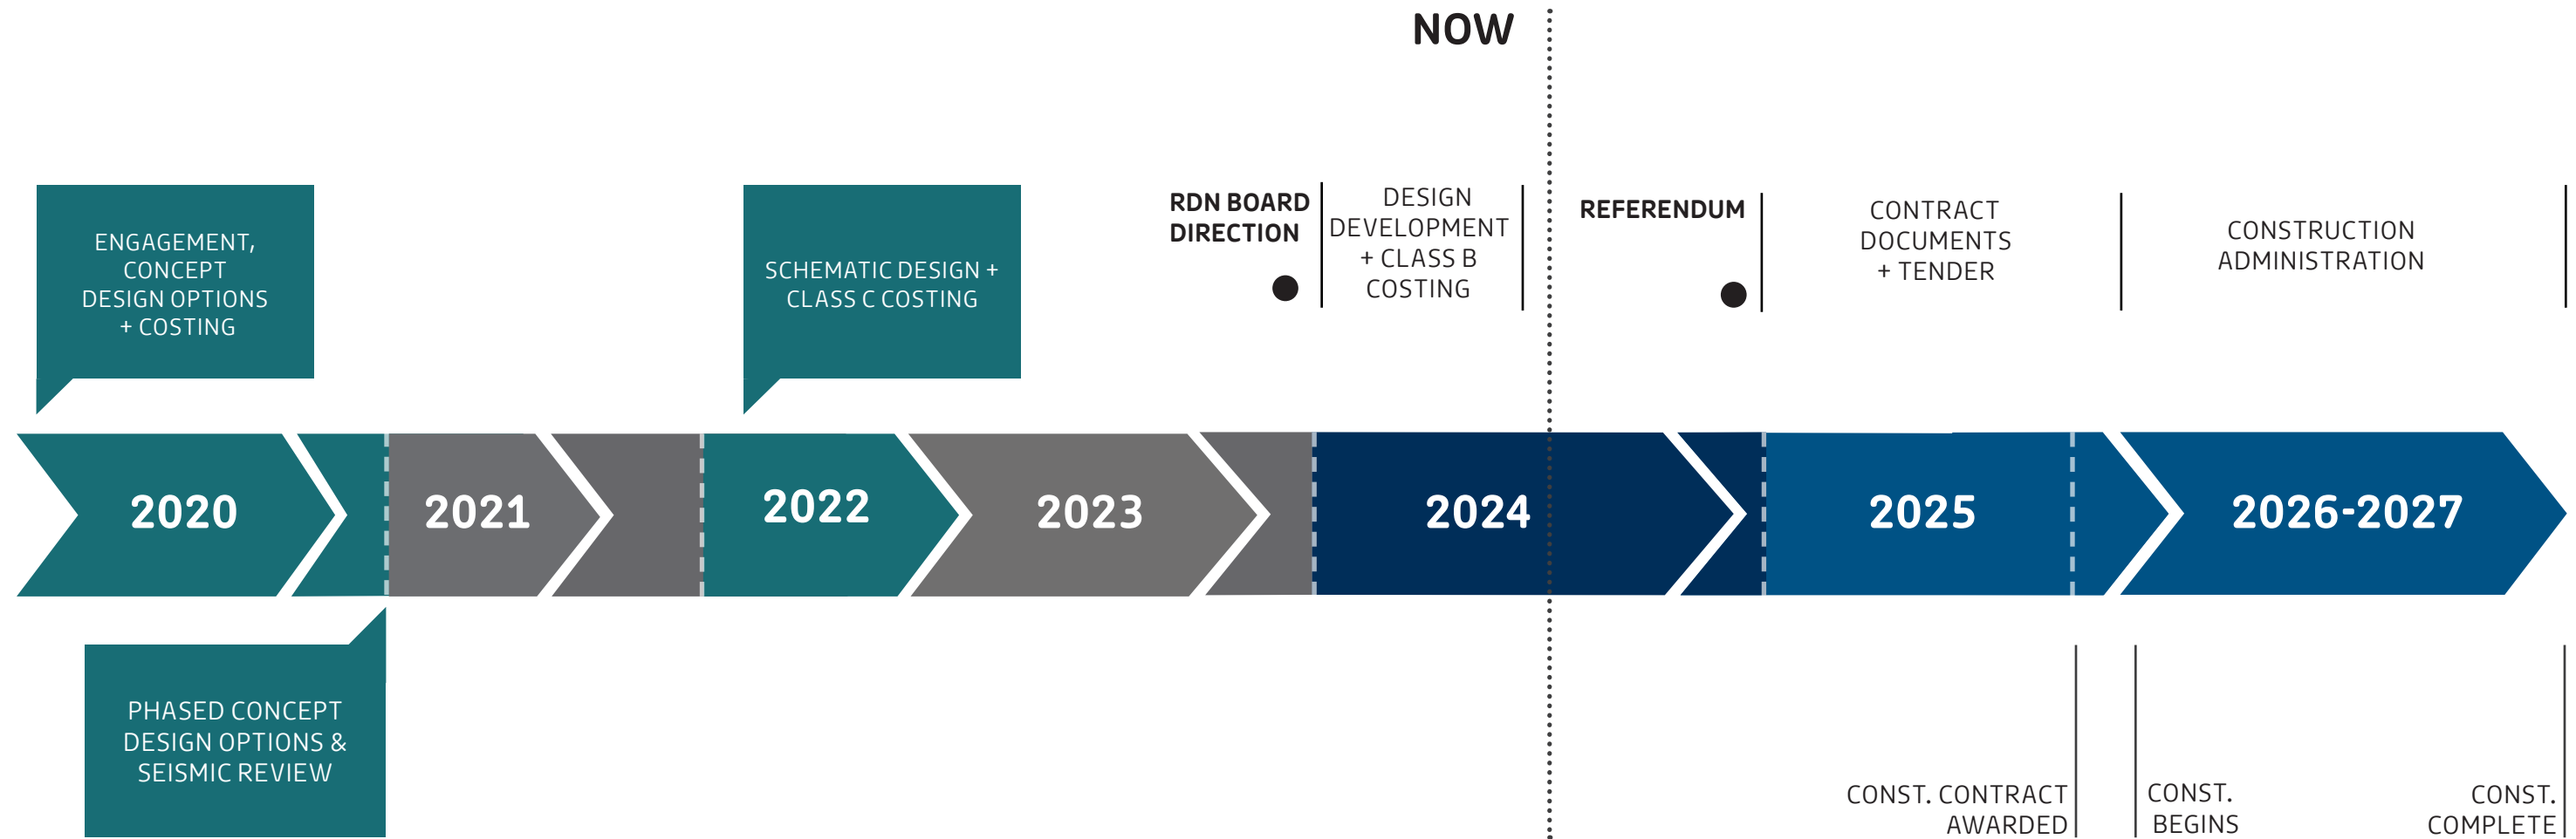 NOW
ENGAGEMENT,
CONCEPT
DESIGN OPTIONS
+ COSTING
SCHEMATIC DESIGN +
CLASS C COSTING
RDN BOARD
DIRECTION
DESIGN
DEVELOPMENT
+ CLASS B
COSTING
REFERENDUM
CONTRACT
DOCUMENTS
+ TENDER
CONSTRUCTION
ADMINISTRATION
2020
2021
2022
2023
2024
2025
2026-2027
PHASED CONCEPT
DESIGN OPTIONS &
SEISMIC REVIEW
CONST. CONTRACT
AWARDED
CONST.
BEGINS
CONST.
COMPLETE